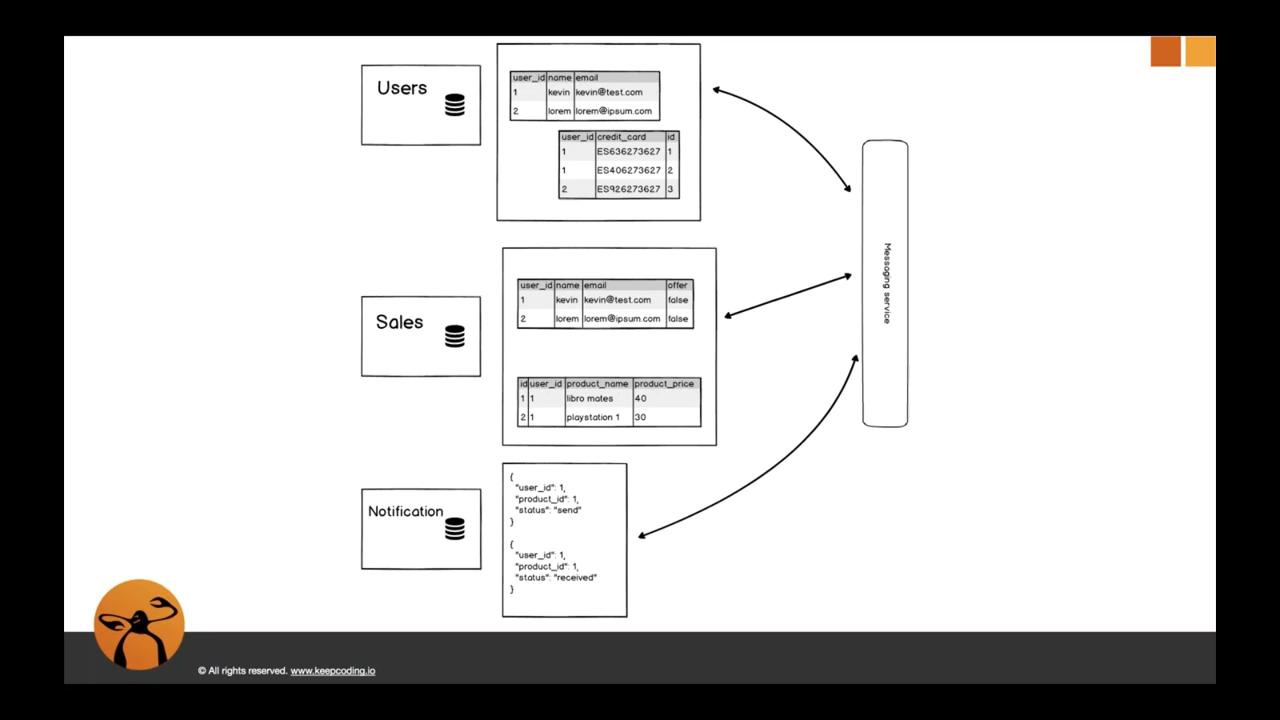 Users
user_id name email
1 kevin kevin@test.com
2 lorem lorem@ipsum.com
user_id credit_card id
1 ES636273627 1
1 ES406273627 2
2 ES926273627 3
Messaging service
Sales
user_id name email offer
1 kevin kevin@test.com false
2 lorem lorem@ipsum.com false
id user_id product_name product_price
1 1 libro mates 40
2 1 playstation 1 30
Notification
{
"user_id": 1,
"product_id": 1,
"status": "send"
}
{
"user_id": 1,
"product_id": 1,
"status": "received"
}
© All rights reserved. www.keepcoding.io